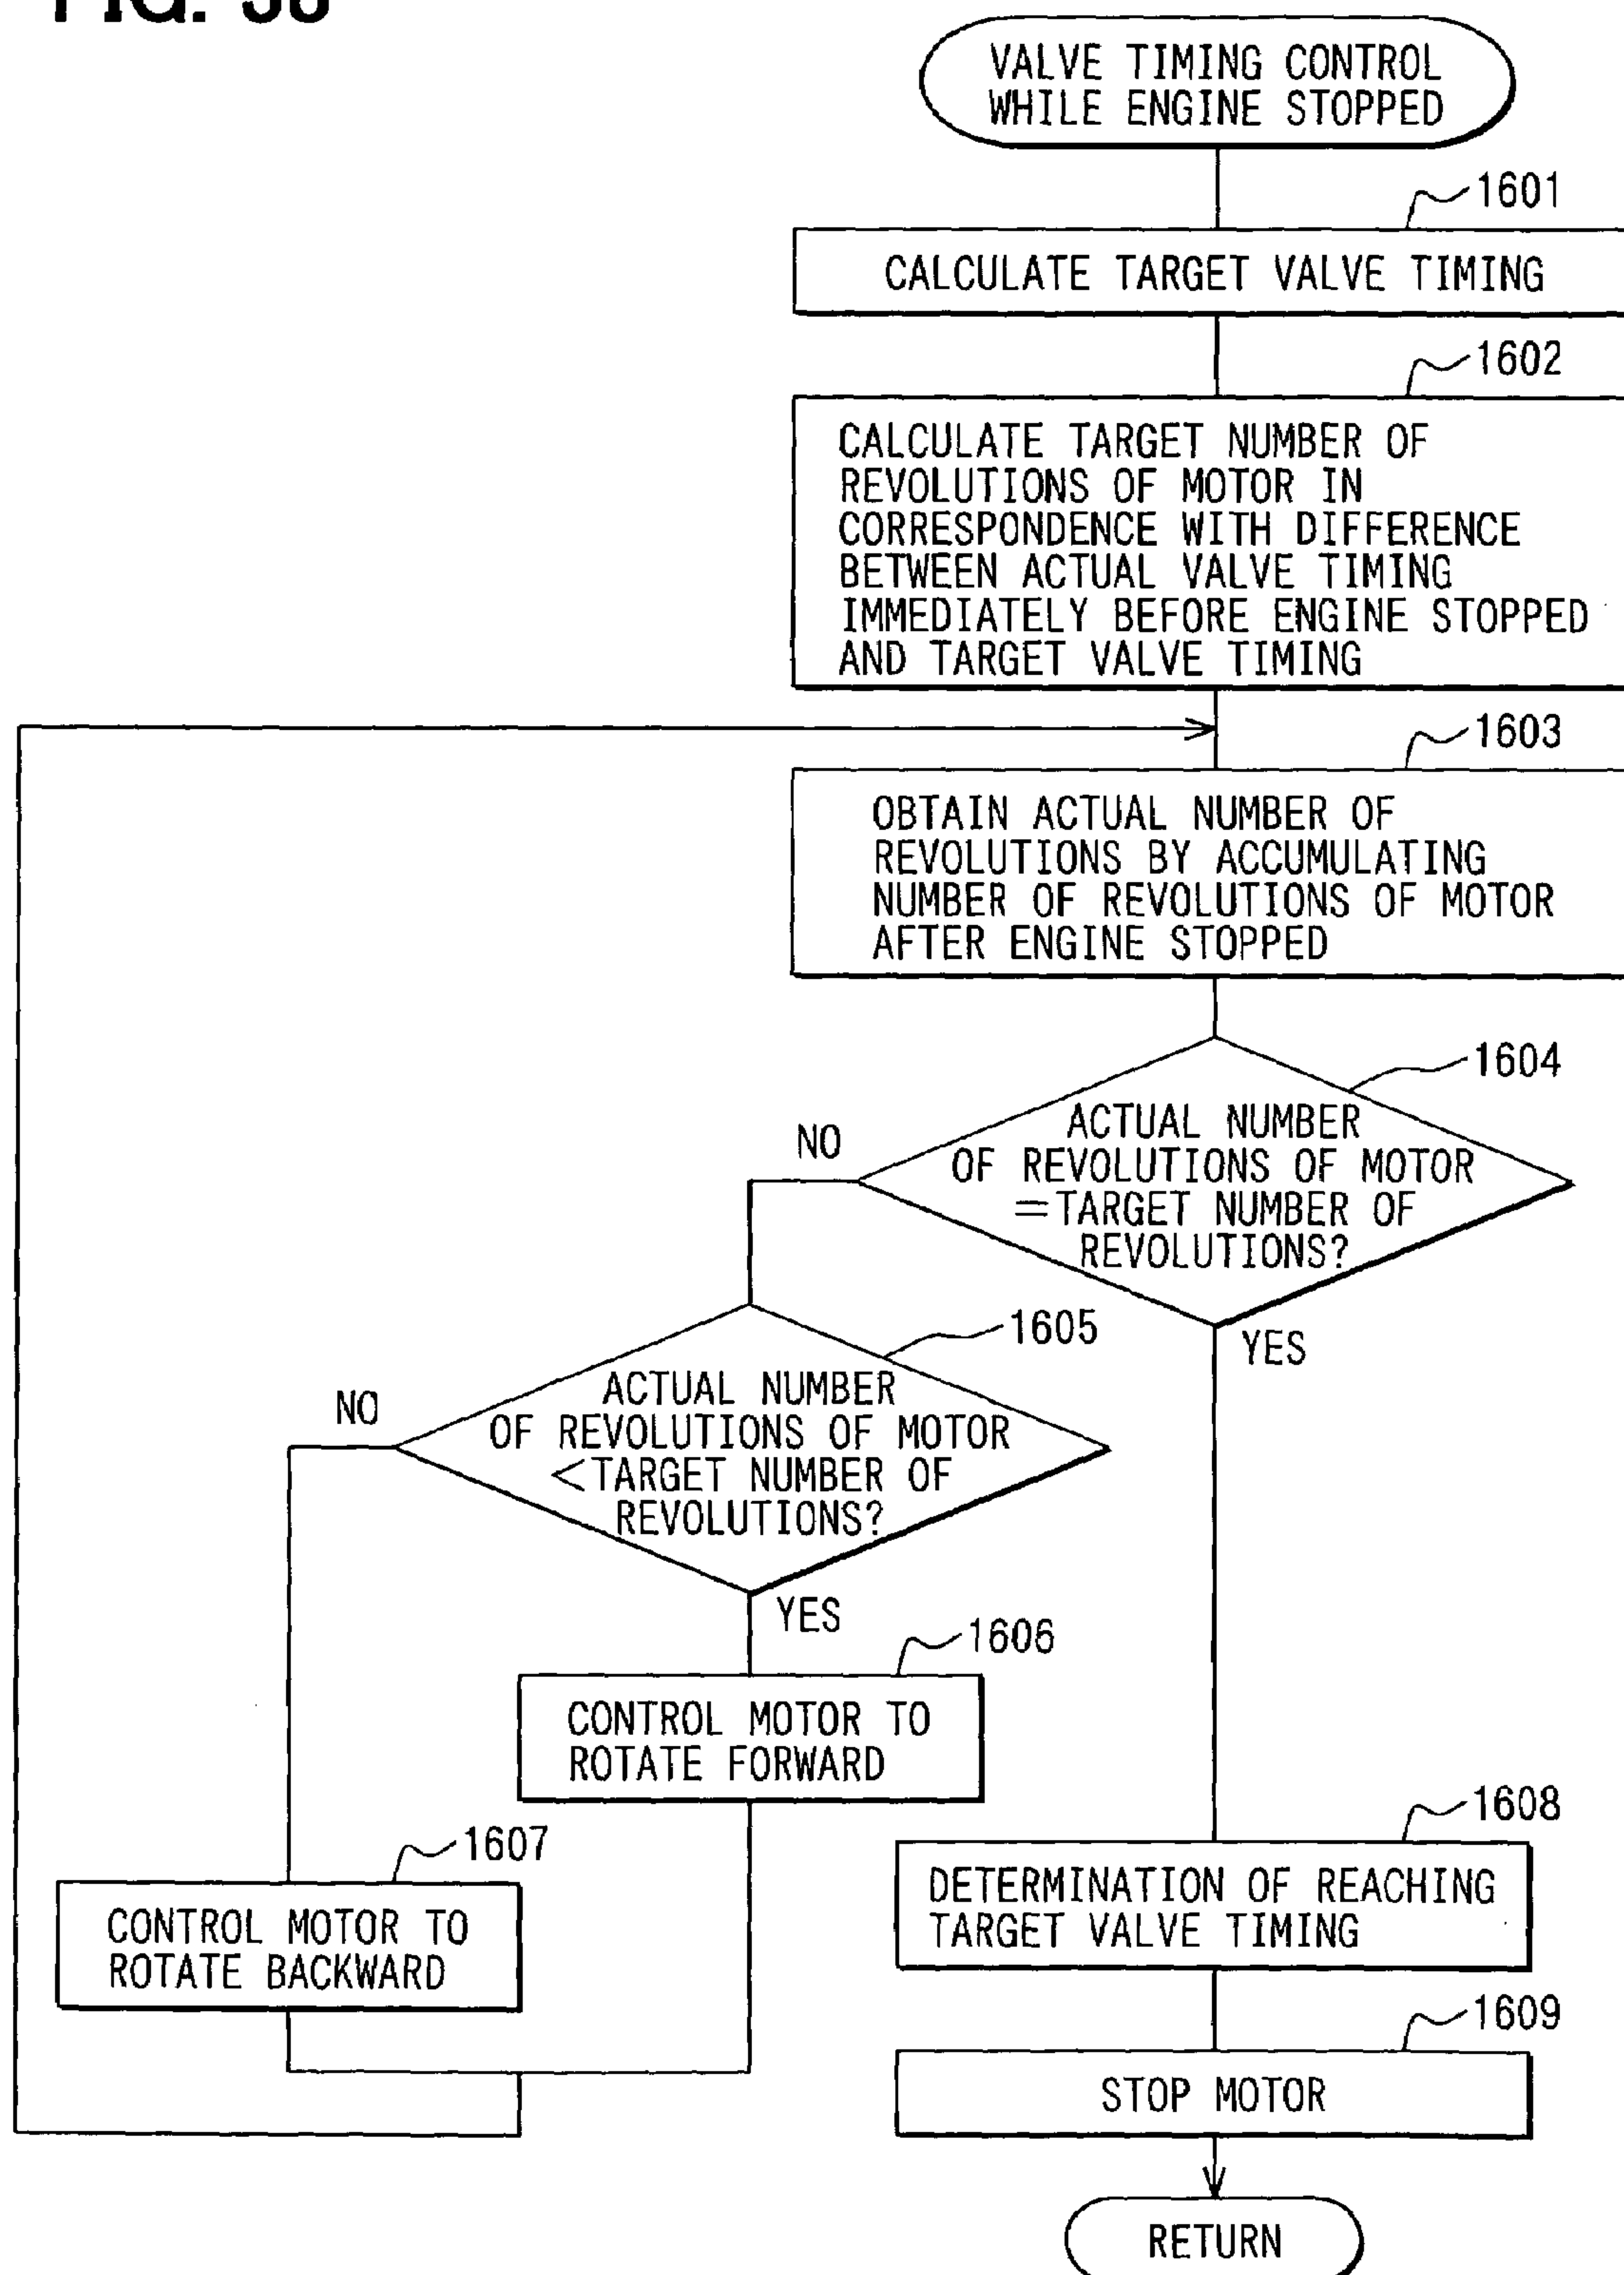 FIG.
VALVE TIMING CONTROL
WHILE ENGINE STOPPED
1601
CALCULATE TARGET VALVE TIMING
1602
CALCULATE TARGET NUMBER OF
REVOLUTIONS OF MOTOR IN
CORRESPONDENCE WITH DIFFERENCE
BETWEEN ACTUAL VALVE TIMING
IMMEDIATELY BEFORE ENGINE STOPPED
AND TARGET VALVE TIMING
1603
OBTAIN ACTUAL NUMBER OF
REVOLUTIONS BY ACCUMULATING
NUMBER OF REVOLUTIONS OF MOTOR
AFTER ENGINE STOPPED
1604
ACTUAL NUMBER
OF REVOLUTIONS OF MOTOR
=TARGET NUMBER OF
REVOLUTIONS?
NO
YES
1605
ACTUAL NUMBER
OF REVOLUTIONS OF MOTOR
<TARGET NUMBER OF
REVOLUTIONS?
NO
YES
1606
CONTROL MOTOR TO
ROTATE FORWARD
1607
CONTROL MOTOR TO
ROTATE BACKWARD
1608
DETERMINATION OF REACHING
TARGET VALVE TIMING
1609
STOP MOTOR
RETURN